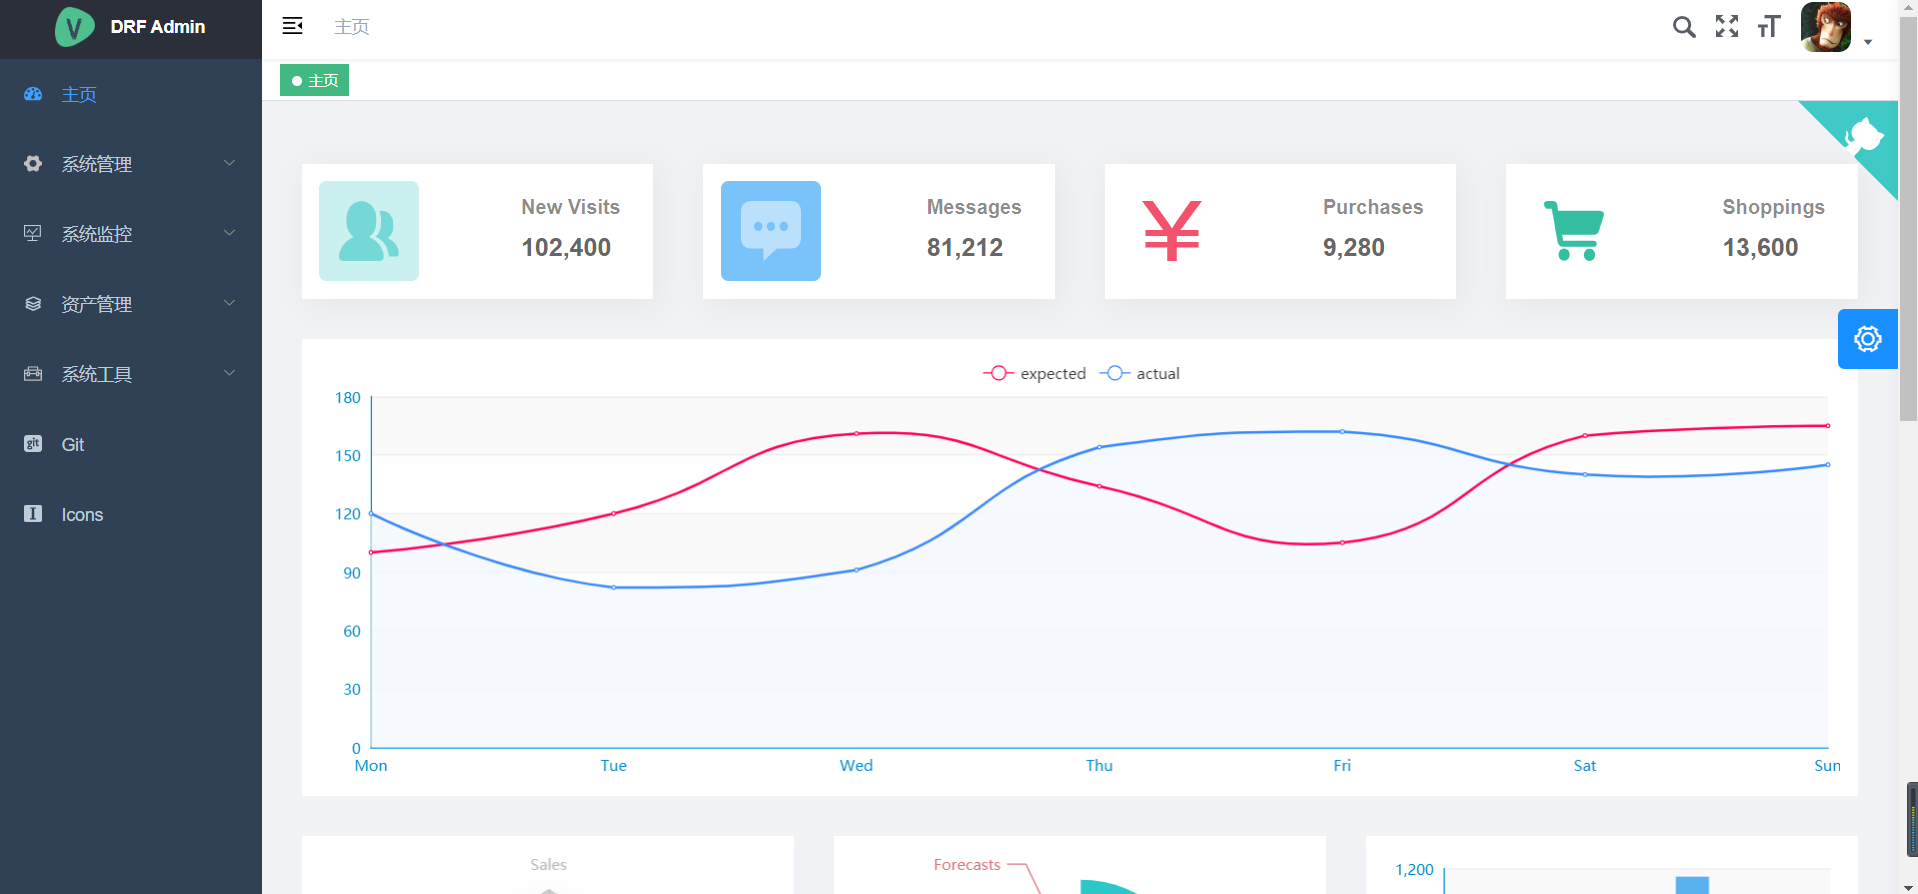 DRF Admin
主页
主页
主页
系统管理
系统监控
资产管理
系统工具
Git
Icons
New Visits
102,400
Messages
81,212
Purchases
9,280
Shoppings
13,600
expected
actual
180
150
120
90
60
30
0
Mon Tue Wed Thu Fri Sat Sun
Sales
Forecasts
1,200